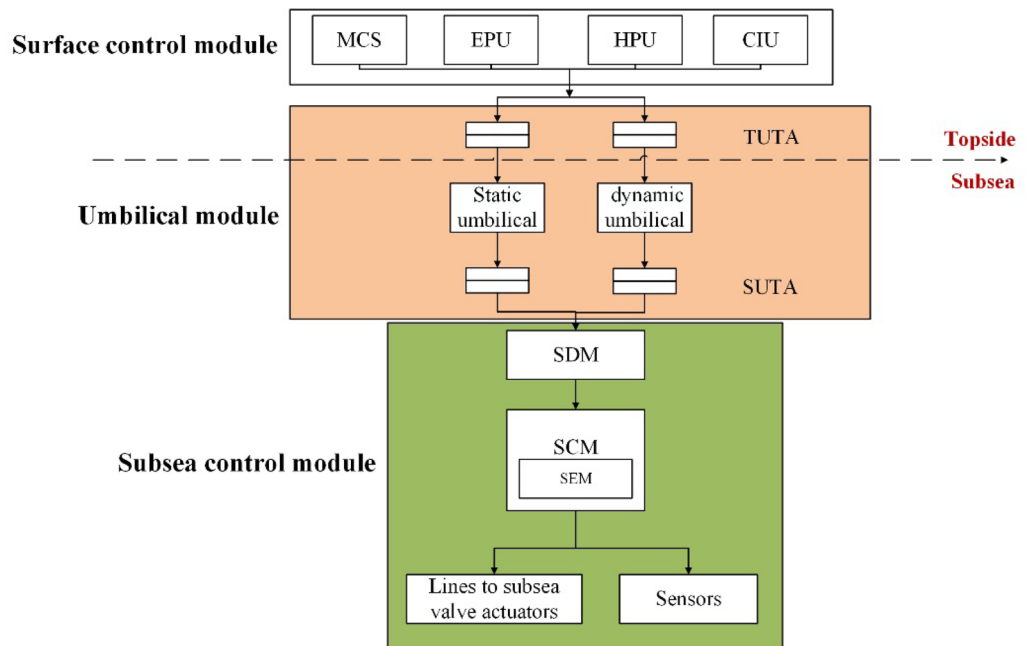 Surface control module
MCS
EPU
HPU
CIU
TUTA
Topside
Subsea
Umbilical module
Static
umbilical
dynamic
umbilical
SUTA
SDM
Subsea control module
SCM
SEM
Lines to subsea
valve actuators
Sensors